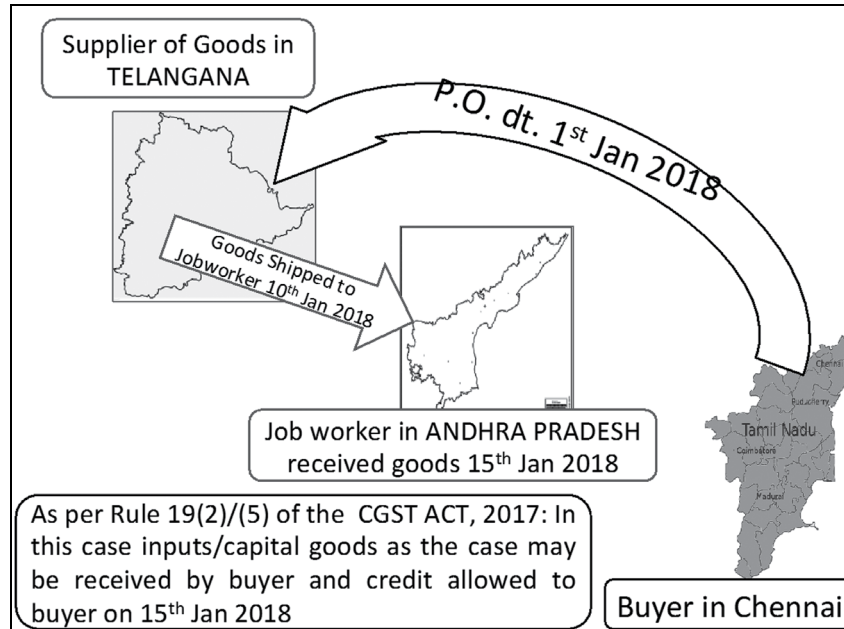 Supplier of Goods in
TELANGANA
P.O. dt. 1st Jan 2018
Goods Shipped to
Jobworker 10th Jan 2018
Job worker in ANDHRA PRADESH
received goods 15th Jan 2018
Chennai
Puducherry
Tamil Nadu
Coimbatore
Madurai
As per Rule 19(2)/(5) of the CGST ACT, 2017: In
this case inputs/capital goods as the case may
be received by buyer and credit allowed to
buyer on 15th Jan 2018
Buyer in Chennai